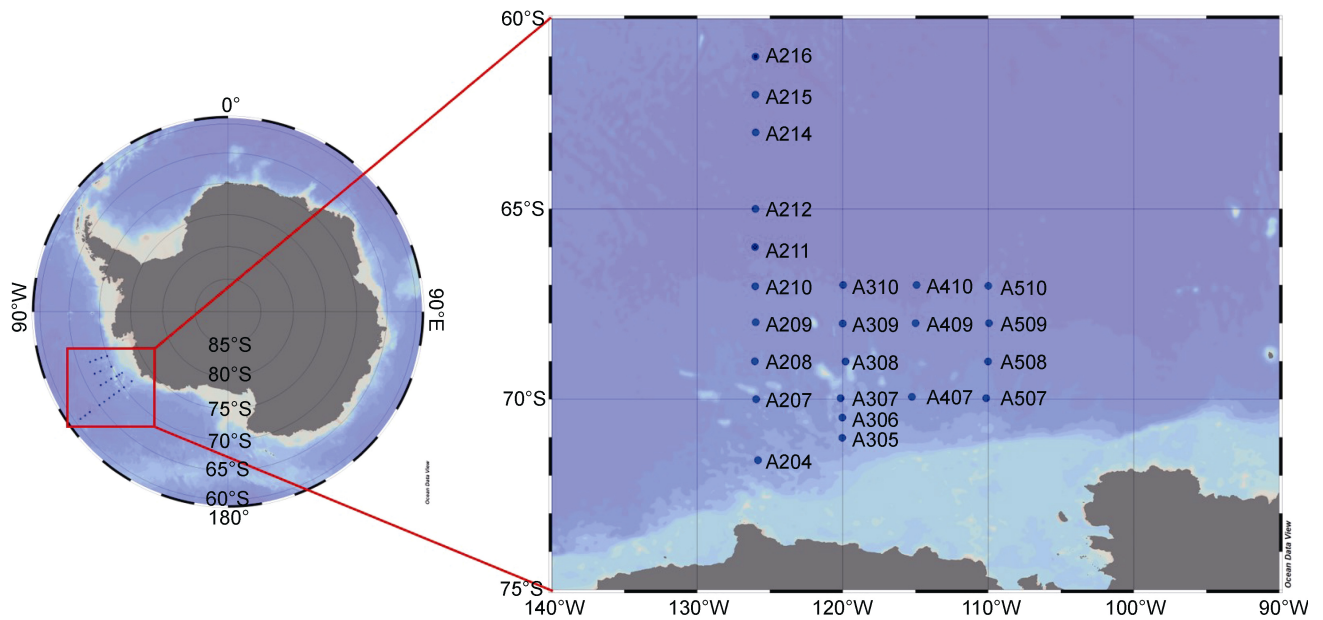 0°
90°W
90°E
85°S
80°S
75°S
70°S
65°S
60°S
180°
Ocean Data View
60°S
65°S
70°S
75°S
140°W 130°W 120°W 110°W 100°W 90°W
A216
A215
A214
A212
A211
A210 A310 A410 A510
A209 A309 A409 A509
A208 A308 A508
A207 A307 A407 A507
A306
A305
A204
Ocean Data View